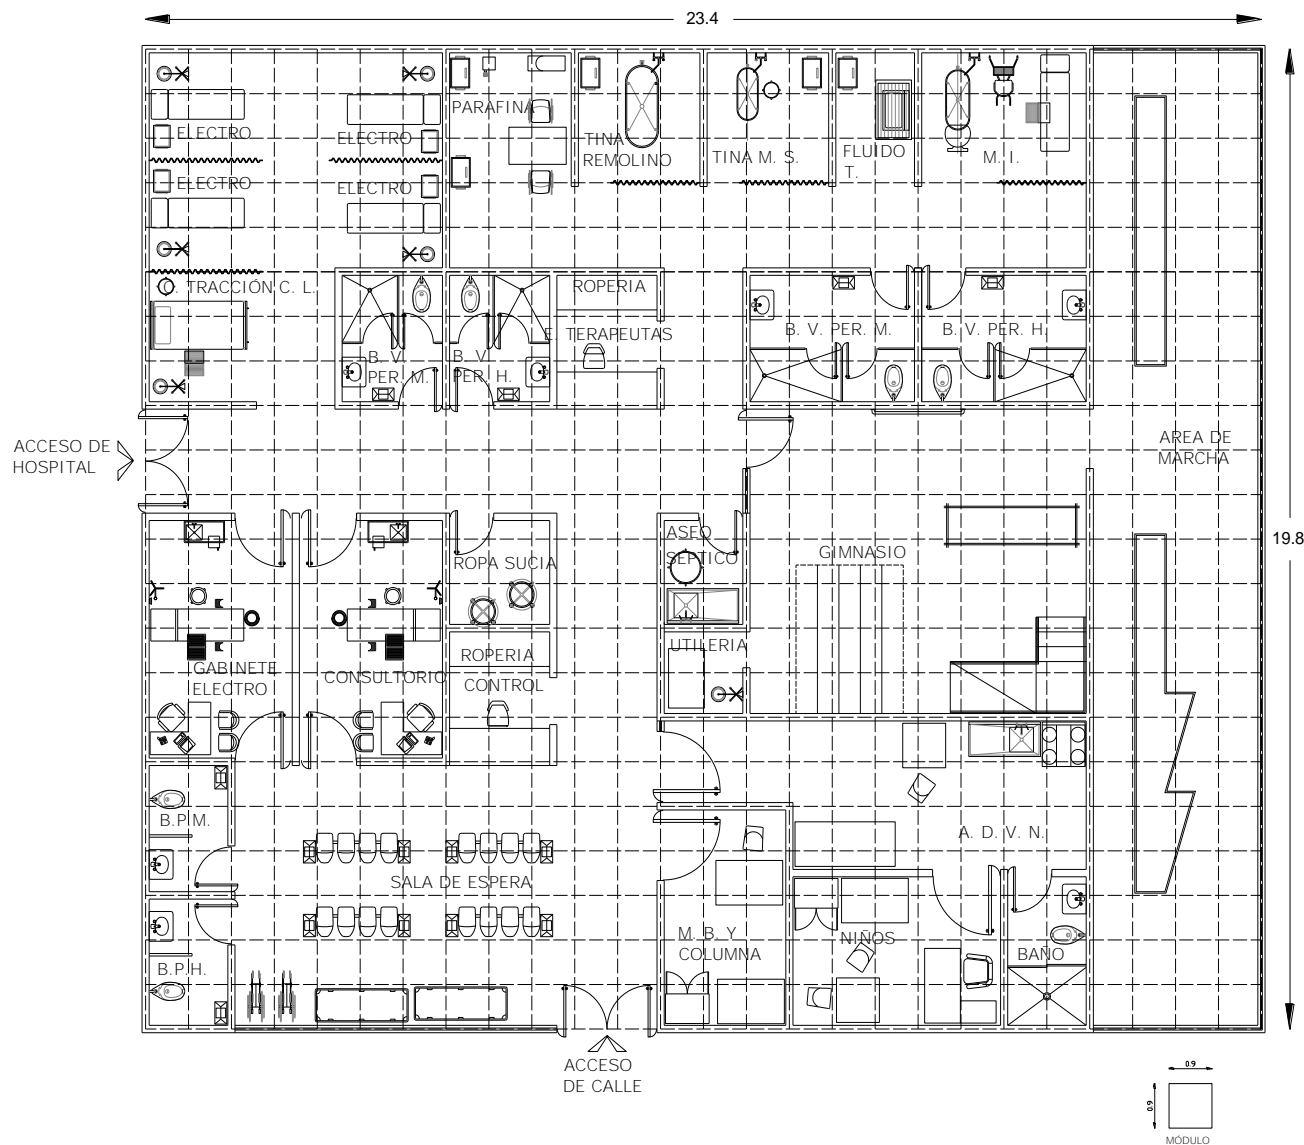 23.4
PARAFINA
ELECTRO
ELECTRO
TINA
REMOLINO
TINA M. S.
FLUIDO
T.
M. I.
ELECTRO
ELECTRO
TRACCIÓN C. L.
ROPERIA
E. TERAPEUTAS
B. V.
PER. M.
B. V.
PER. H.
B. V. PER. M.
B. V. PER. H.
ACCESO DE
HOSPITAL
AREA DE
MARCHA
19.8
ASEO
SEPTICO
GIMNASIO
ROPA SUCIA
UTILERIA
ROPERIA
CONTROL
GABINETE
ELECTRO
CONSULTORIO
B.P.M.
A. D. V. N.
SALA DE ESPERA
M. B. Y
COLUMNA
NIÑOS
BAÑO
B.P.H.
ACCESO
DE CALLE
0.9
0.9
MÓDULO